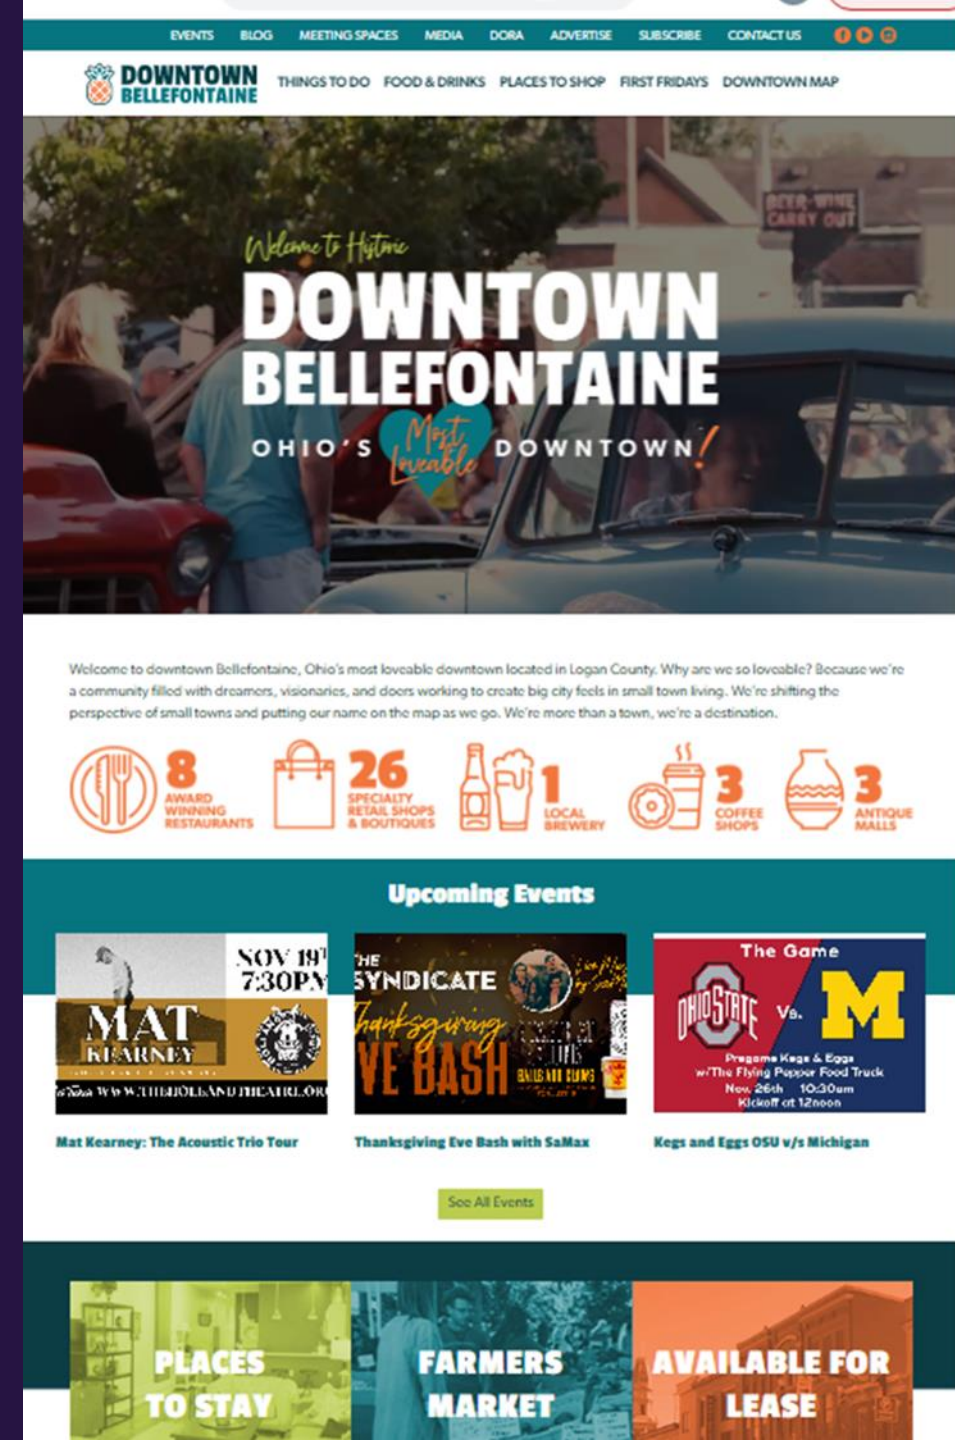 EVENTS BLOG MEETING SPACES MEDIA DORA ADVERTISE SUBSCRIBE CONTACT US
DOWNTOWN
BELLEFONTAINE
THINGS TO DO FOOD & DRINKS PLACES TO SHOP FIRST FRIDAYS DOWNTOWN MAP
BEER-WINE
CARRY OUT
Welcome to Historic
DOWNTOWN
BELLEFONTAINE
OHIO'S Most Loveable DOWNTOWN!
Welcome to downtown Bellefontaine, Ohio's most loveable downtown located in Logan County. Why are we so loveable? Because we're
a community filled with dreamers, visionaries, and doers working to create big city feels in small town living. We're shifting the
perspective of small towns and putting our name on the map as we go. We're more than a town, we're a destination.
8
AWARD
WINNING
RESTAURANTS
26
SPECIALTY
RETAIL SHOPS
& BOUTIQUES
1
LOCAL
BREWERY
3
COFFEE
SHOPS
3
ANTIQUE
MALLS
Upcoming Events
NOV 19T
7:30PM
MAT
KEARNEY
WWW.THEHOLLANDTHEATRE.OR
HE
SYNDICATE
Thanksgiving
VE BASH
The Game
OHIO STATE Vs. M
Pregame Kegs & Eggs
w/The Flying Pepper Food Truck
Nov. 26th 10:30am
Kickoff at 12noon
Mat Kearney: The Acoustic Trio Tour
Thanksgiving Eve Bash with SaMax
Kegs and Eggs OSU v/s Michigan
See All Events
PLACES
TO STAY
FARMERS
MARKET
AVAILABLE FOR
LEASE